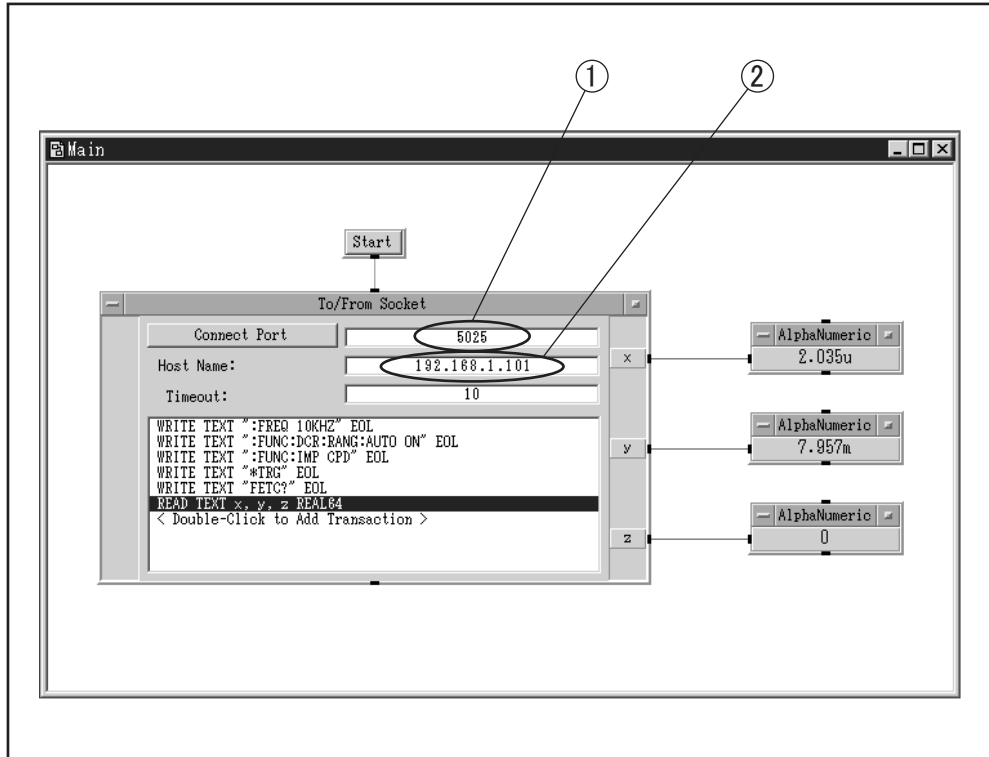 ① ②
Main
Start
To/From Socket
Connect Port 5025
Host Name: 192.168.1.101
Timeout: 10
WRITE TEXT ":FREQ 10KHZ" EOL
WRITE TEXT ":FUNC:DCR:RANG:AUTO ON" EOL
WRITE TEXT ":FUNC:IMP CPD" EOL
WRITE TEXT "*TRG" EOL
WRITE TEXT "FETC?" EOL
READ TEXT x, y, z REAL64
< Double-Click to Add Transaction >
x
y
z
AlphaNumeric
2.035u
AlphaNumeric
7.957m
AlphaNumeric
0